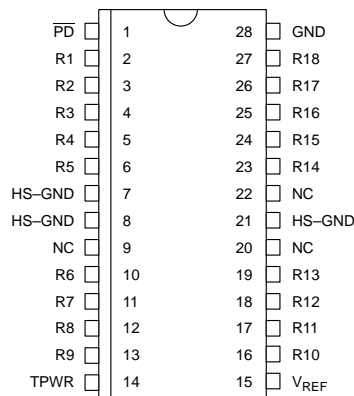 PD 1 28 GND
R1 2 27 R18
R2 3 26 R17
R3 4 25 R16
R4 5 24 R15
R5 6 23 R14
HS–GND 7 22 NC
HS–GND 8 21 HS–GND
NC 9 20 NC
R6 10 19 R13
R7 11 18 R12
R8 12 17 R11
R9 13 16 R10
TPWR 14 15 VREF